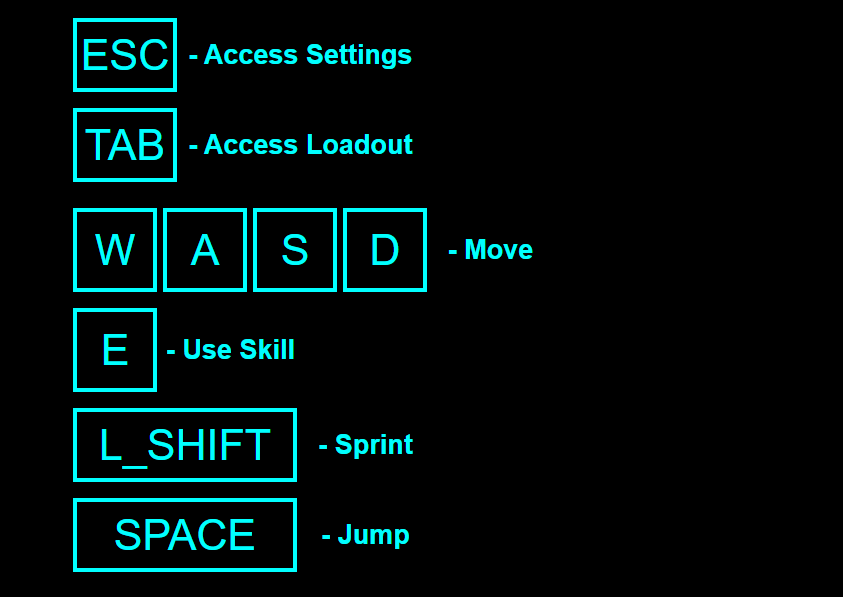 ESC - Access Settings
TAB - Access Loadout
W A S D - Move
E - Use Skill
L_SHIFT - Sprint
SPACE - Jump